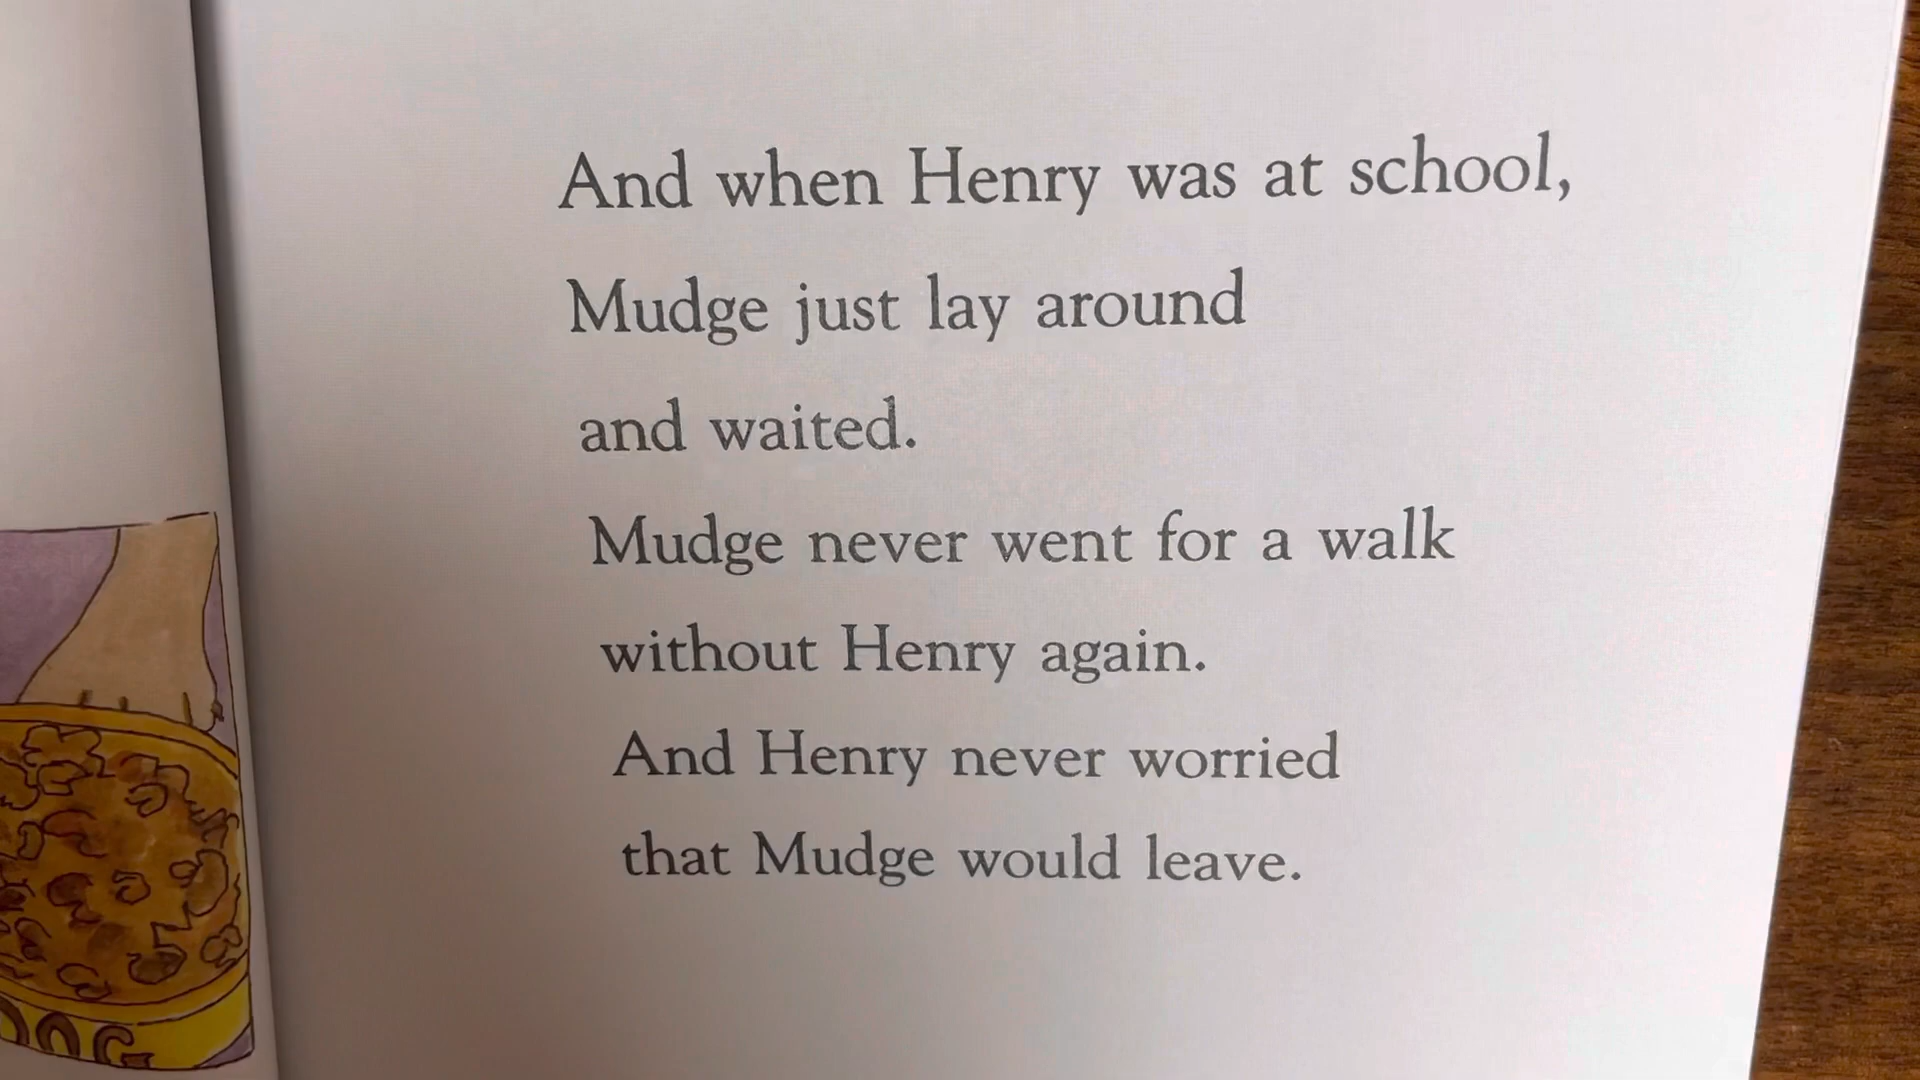 And when Henry was at school,
Mudge just lay around
and waited.
Mudge never went for a walk
without Henry again.
And Henry never worried
that Mudge would leave.
DOG